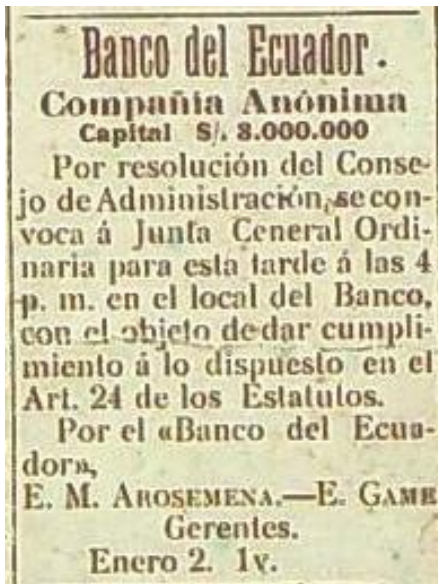 Banco del Ecuador.
Compañia Anónima
Capital S/. 3.000.000
Por resolución del Conse-
jo de Administración, se con-
voca á Junta General Ordi-
naria para esta tarde á las 4
p. m. en el local del Banco,
con el objeto de dar cumpli-
miento á lo dispuesto en el
Art. 24 de los Estatutos.
Por el «Banco del Ecua-
dor»,
E. M. AROSEMENA.—E. GAME
Gerentes.
Enero 2. 1v.